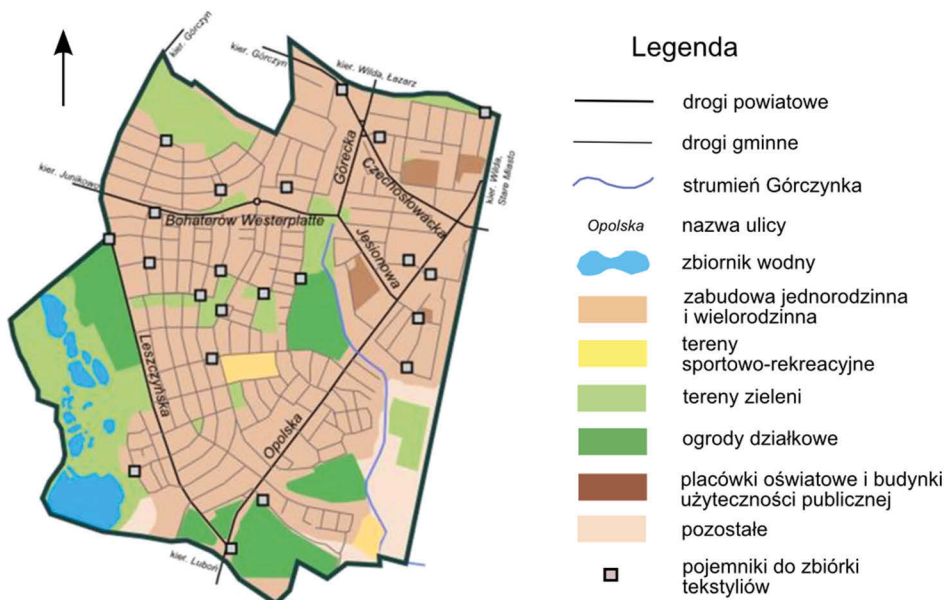 kier. Górczyn
kier. Górczyn
kier. Wilda, Łazarz
kier. Junikowo
Górecka
Czechosłowacka
kier. Wilda,
Stare Miasto
Bohaterów Westerplatte
Jesionowa
Leszczyńska
Opolska
kier. Luboń
Legenda
drogi powiatowe
drogi gminne
strumień Górczynka
Opolska
nazwa ulicy
zbiornik wodny
zabudowa jednorodzinna
i wielorodzinna
tereny
sportowo-rekreacyjne
tereny zieleni
ogrody działkowe
placówki oświatowe i budynki
użyteczności publicznej
pozostałe
pojemniki do zbiórki
tekstyliów